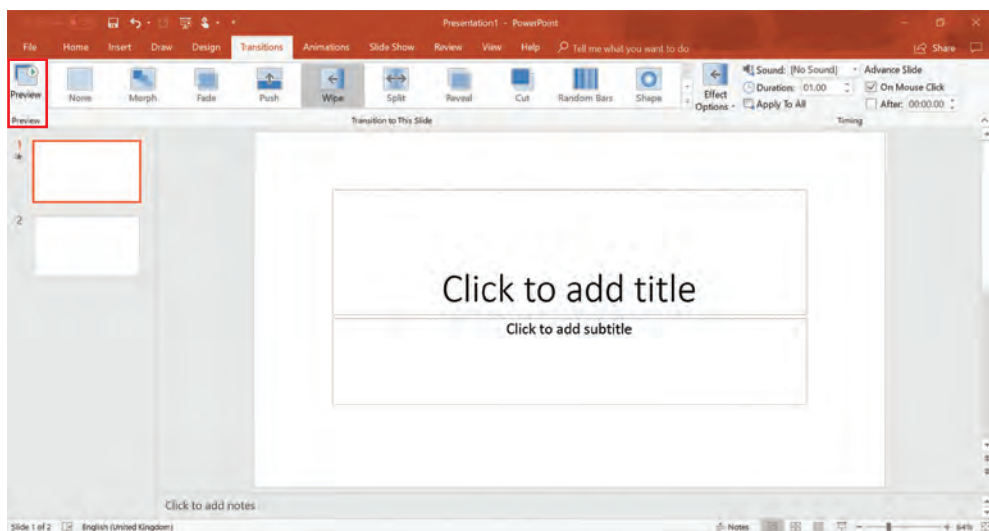 Presentation1 - PowerPoint
File Home Insert Draw Design Transitions Animations Slide Show Review View Help Tell me what you want to do Share
Preview None Morph Fade Push Wipe Split Reveal Cut Random Bars Shape Effect Options Sound: [No Sound] Advance Slide
Duration: 01.00 On Mouse Click
Apply To All After: 00:00.00
Preview Transition to This Slide Timing
1
2
Click to add title
Click to add subtitle
Click to add notes
Slide 1 of 2 English (United Kingdom) Notes 64%